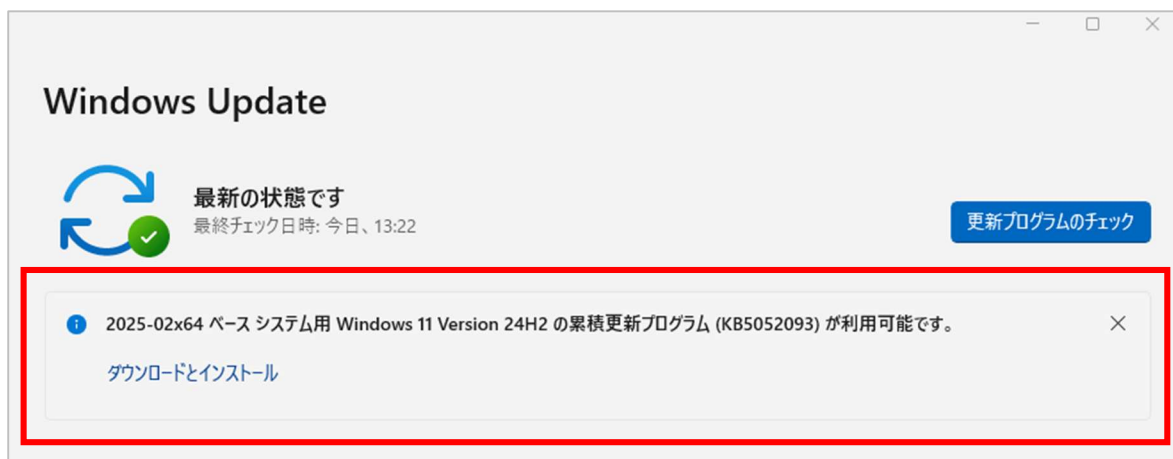 Windows Update
最新の状態です
最終チェック日時: 今日、13:22
更新プログラムのチェック
2025-02x64 ベース システム用 Windows 11 Version 24H2 の累積更新プログラム (KB5052093) が利用可能です。
ダウンロードとインストール